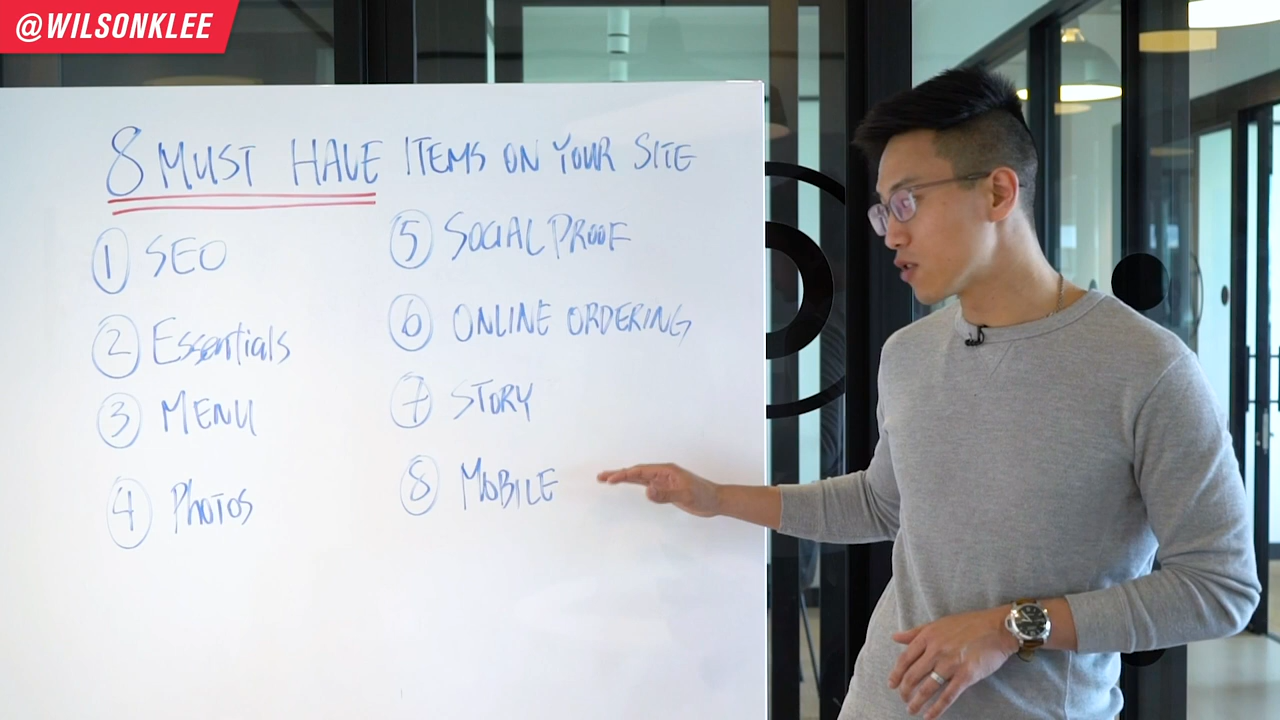 @WILSONKLEE
8 MUST HAVE ITEMS ON YOUR SITE
1 SEO
2 Essentials
3 MENU
4 PHOTOS
5 SOCIAL PROOF
6 ONLINE ORDERING
7 STORY
8 MOBILE